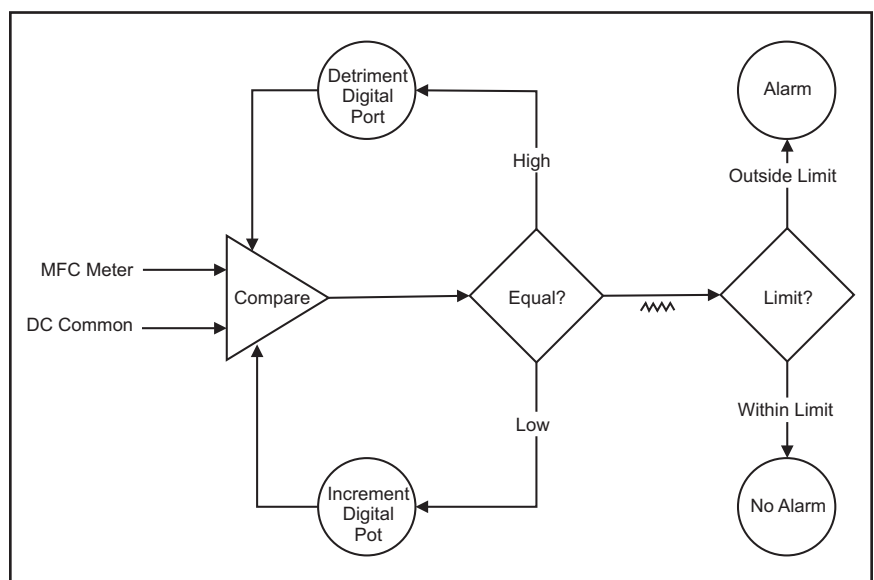 Detriment
Digital
Port
Alarm
High
Outside Limit
MFC Meter
Compare
Equal?
Limit?
DC Common
Low
Within Limit
Increment
Digital
Pot
No Alarm